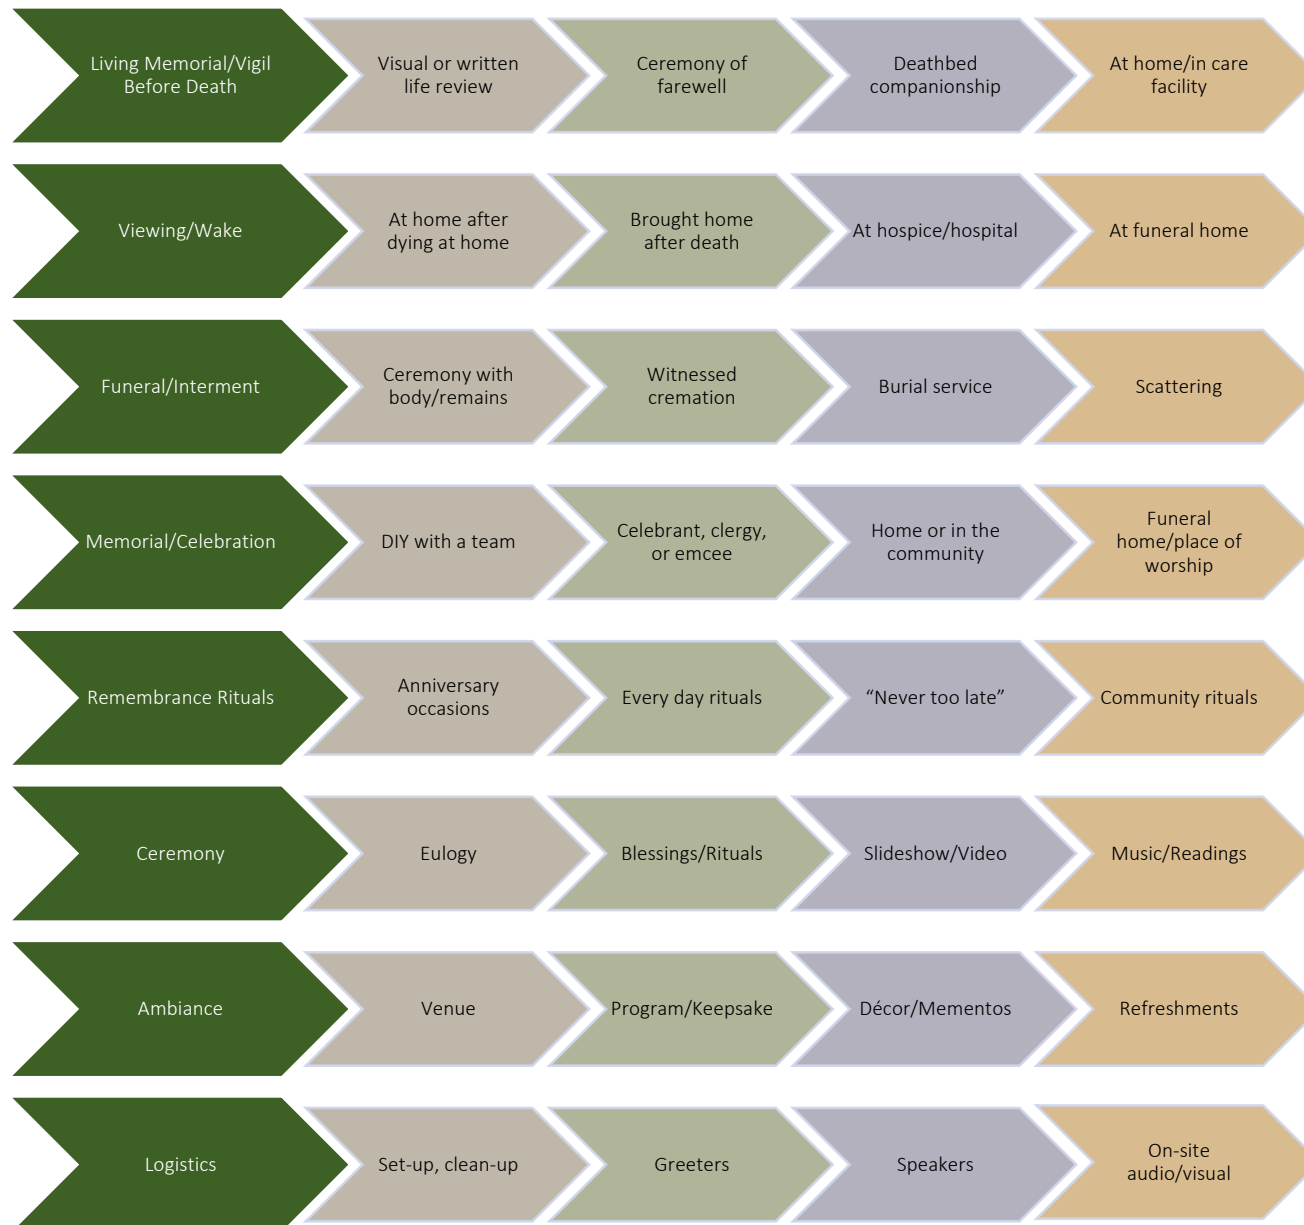 Living Memorial/Vigil
Before Death
Visual or written
life review
Ceremony of
farewell
Deathbed
companionship
At home/in care
facility
Viewing/Wake
At home after
dying at home
Brought home
after death
At hospice/hospital
At funeral home
Funeral/Interment
Ceremony with
body/remains
Witnessed
cremation
Burial service
Scattering
Memorial/Celebration
DIY with a team
Celebrant, clergy,
or emcee
Home or in the
community
Funeral
home/place of
worship
Remembrance Rituals
Anniversary
occasions
Every day rituals
“Never too late”
Community rituals
Ceremony
Eulogy
Blessings/Rituals
Slideshow/Video
Music/Readings
Ambiance
Venue
Program/Keepsake
Décor/Mementos
Refreshments
Logistics
Set-up, clean-up
Greeters
Speakers
On-site
audio/visual